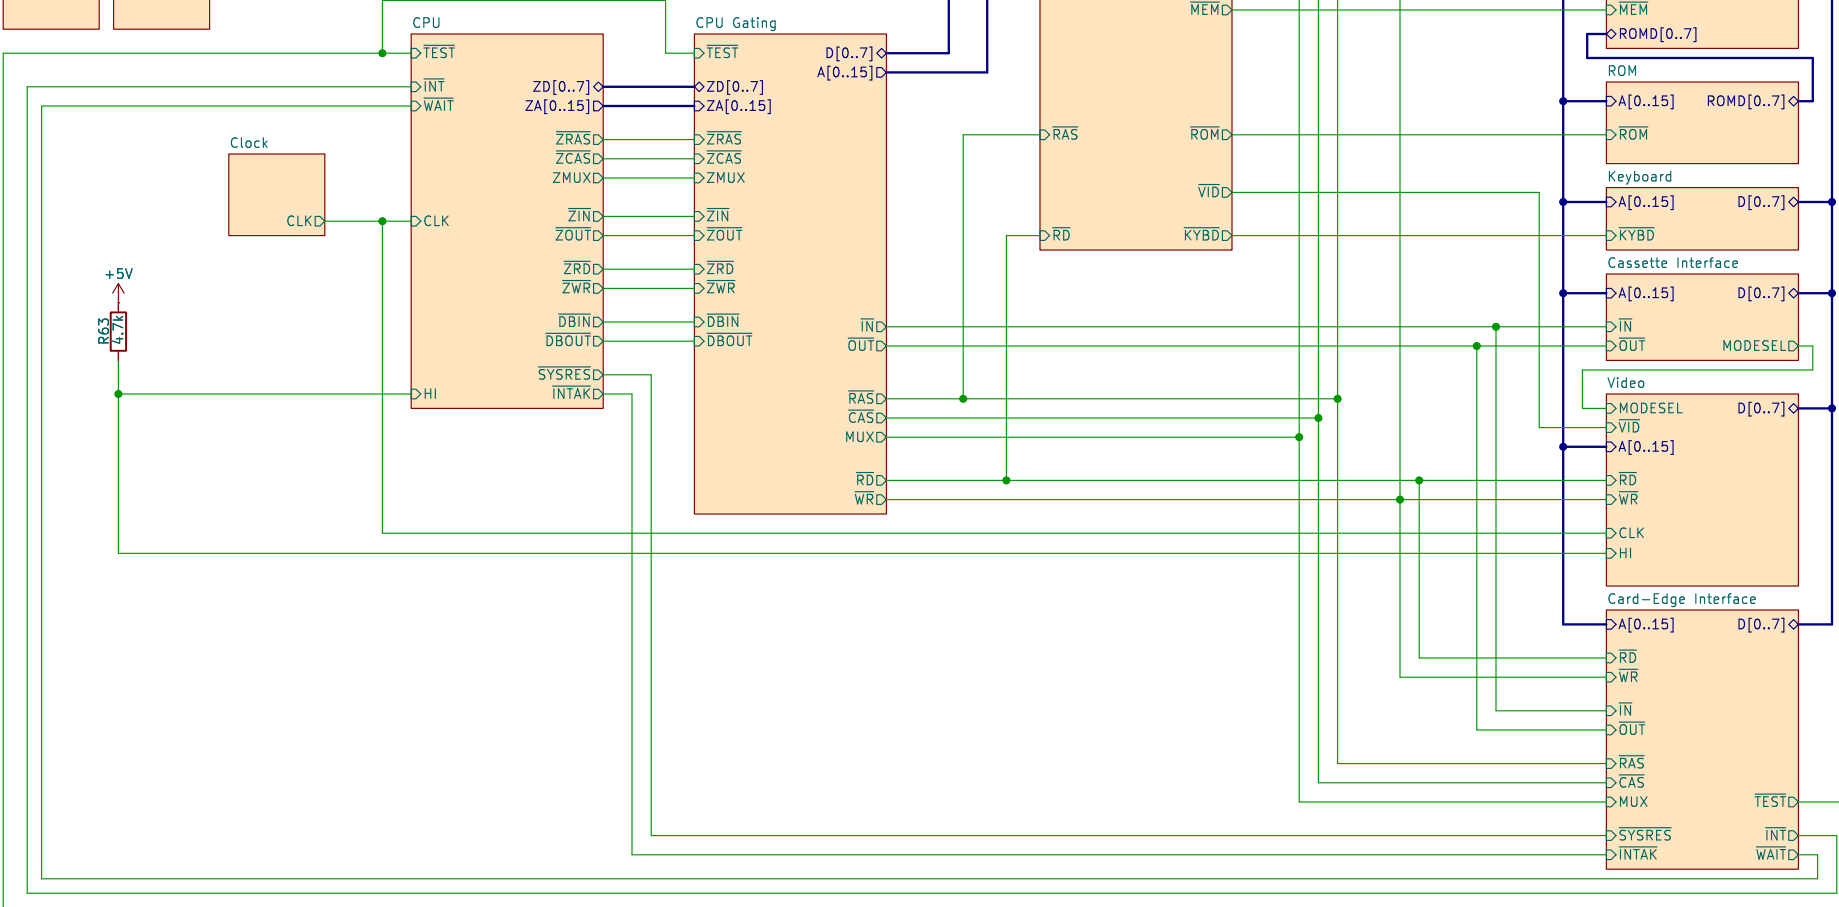 CPU
TEST
INT
WAIT
CLK
HI
ZD[0..7]
ZA[0..15]
ZRAS
ZCAS
ZMUX
ZIN
ZOUT
ZRD
ZWR
DBIN
DBOUT
SYSRES
INTAK
Clock
CLK
+5V
R63
4.7k
CPU Gating
TEST
ZD[0..7]
ZA[0..15]
ZRAS
ZCAS
ZMUX
ZIN
ZOUT
ZRD
ZWR
DBIN
DBOUT
D[0..7]
A[0..15]
IN
OUT
RAS
CAS
MUX
RD
WR
RAS
RD
MEM
ROM
VID
KYBD
MEM
ROMD[0..7]
ROM
A[0..15] ROMD[0..7]
ROM
Keyboard
A[0..15] D[0..7]
KYBD
Cassette Interface
A[0..15] D[0..7]
IN
OUT MODESEL
Video
MODESEL D[0..7]
VID
A[0..15]
RD
WR
CLK
HI
Card-Edge Interface
A[0..15] D[0..7]
RD
WR
IN
OUT
RAS
CAS
MUX TEST
SYSRES INT
INTAK WAIT